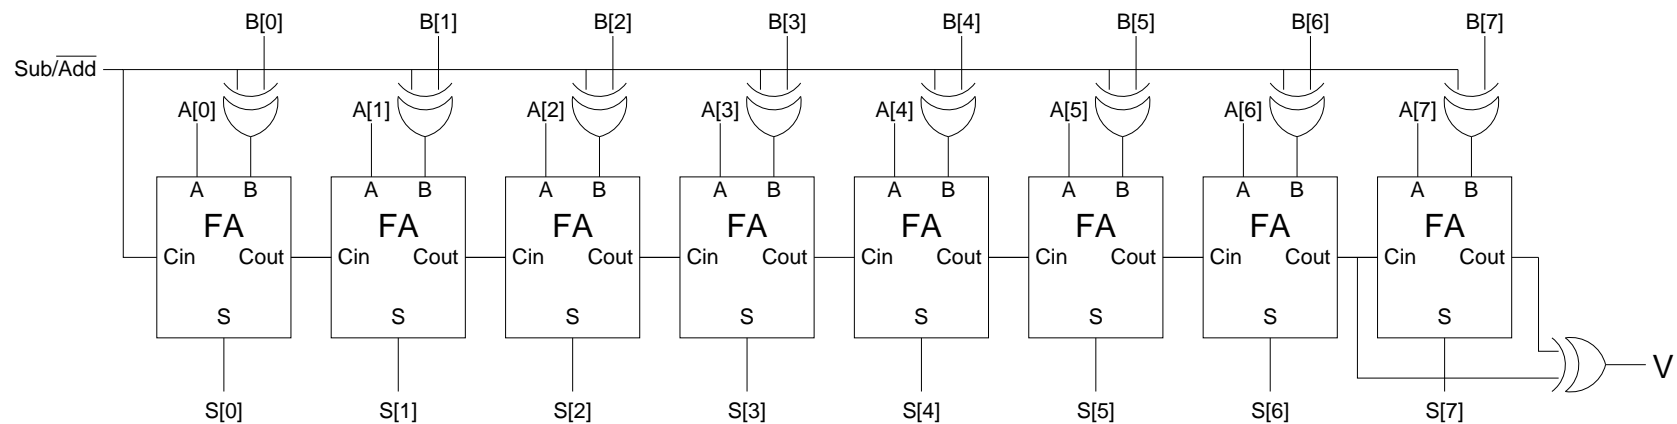 B[0] B[1] B[2] B[3] B[4] B[5] B[6] B[7]
Sub/Add
A[0] A[1] A[2] A[3] A[4] A[5] A[6] A[7]
A B A B A B A B A B A B A B A B
FA FA FA FA FA FA FA FA
Cin Cout Cin Cout Cin Cout Cin Cout Cin Cout Cin Cout Cin Cout Cin Cout
S S S S S S S S
V
S[0] S[1] S[2] S[3] S[4] S[5] S[6] S[7]